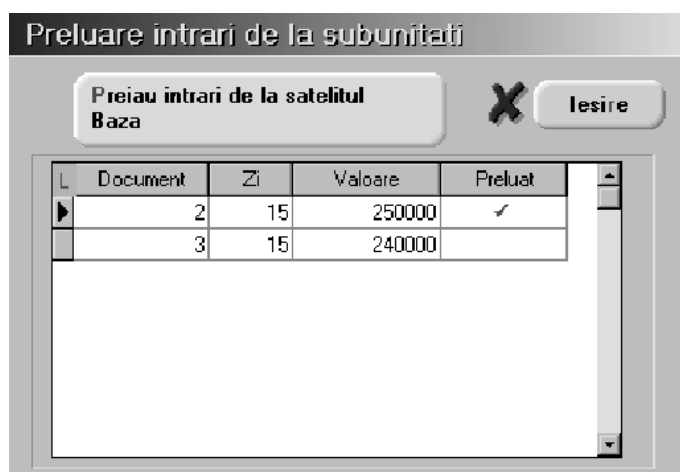 Preluare intrari de la subunitati
Preiau intrari de la satelitul
Baza
Iesire
L Document Zi Valoare Preluat
2 15 250000 ✓
3 15 240000